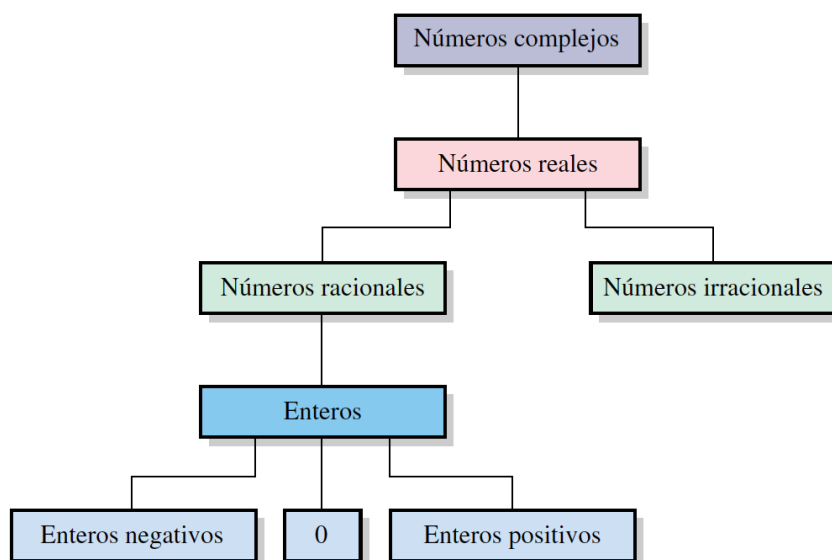 Números complejos
Números reales
Números racionales
Números irracionales
Enteros
Enteros negativos
0
Enteros positivos